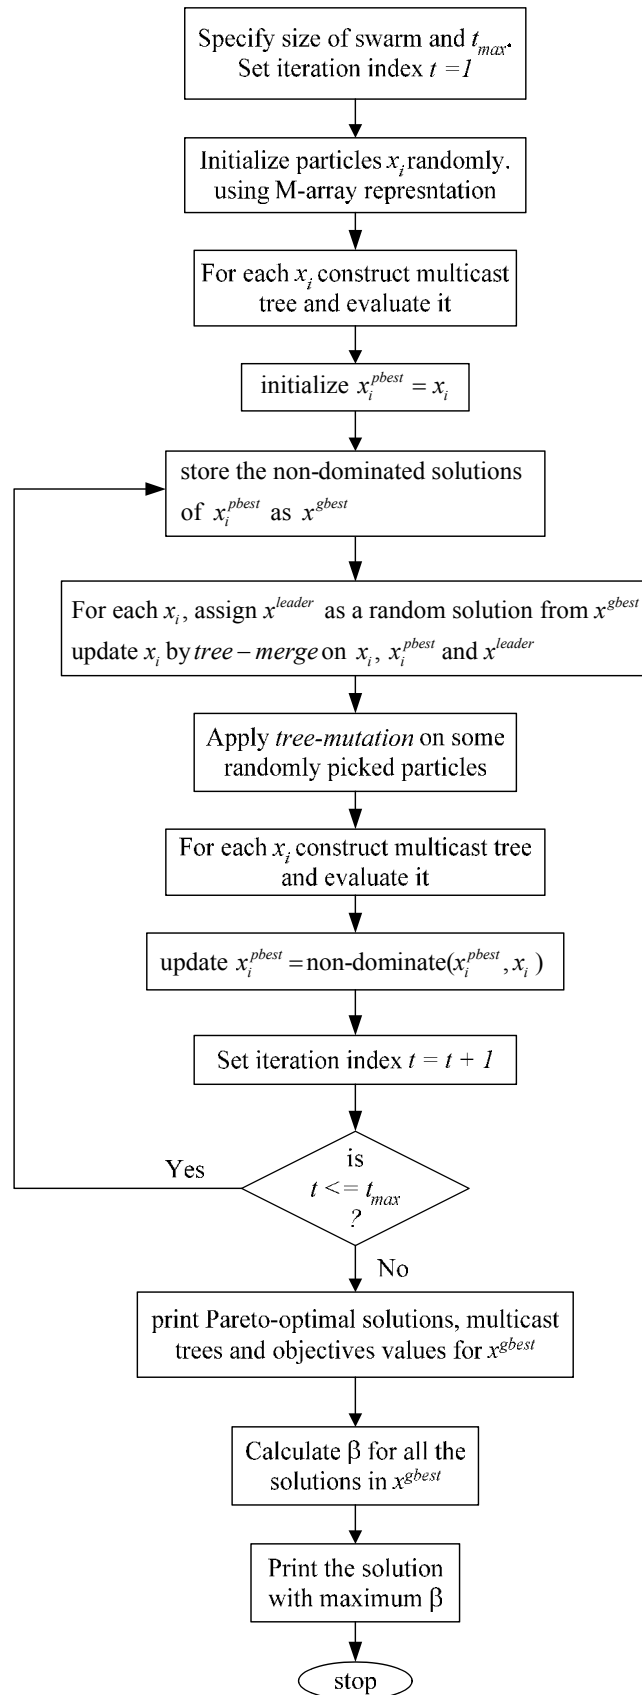 Specify size of swarm and t_max.
Set iteration index t =1
Initialize particles x_i randomly.
using M-array represntation
For each x_i construct multicast
tree and evaluate it
initialize x_i^pbest = x_i
store the non-dominated solutions
of x_i^pbest as x^gbest
For each x_i, assign x^leader as a random solution from x^gbest
update x_i by tree−merge on x_i, x_i^pbest and x^leader
Apply tree-mutation on some
randomly picked particles
For each x_i construct multicast tree
and evaluate it
update x_i^pbest = non-dominate(x_i^pbest, x_i )
Set iteration index t = t + 1
is
Yes
t <= t_max
?
No
print Pareto-optimal solutions, multicast
trees and objectives values for x^gbest
Calculate β for all the
solutions in x^gbest
Print the solution
with maximum β
stop